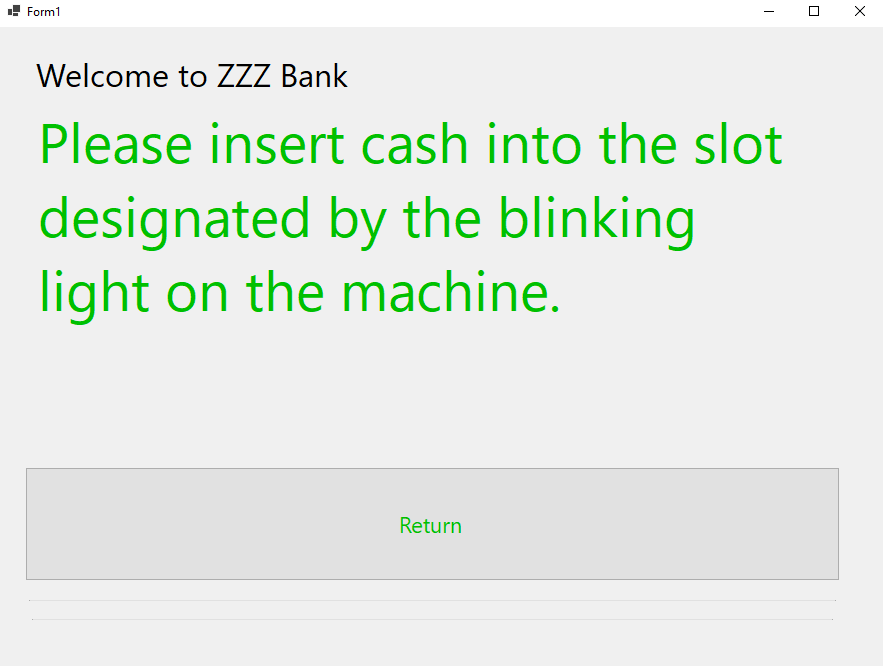 Form1
Welcome to ZZZ Bank
Please insert cash into the slot
designated by the blinking
light on the machine.
Return